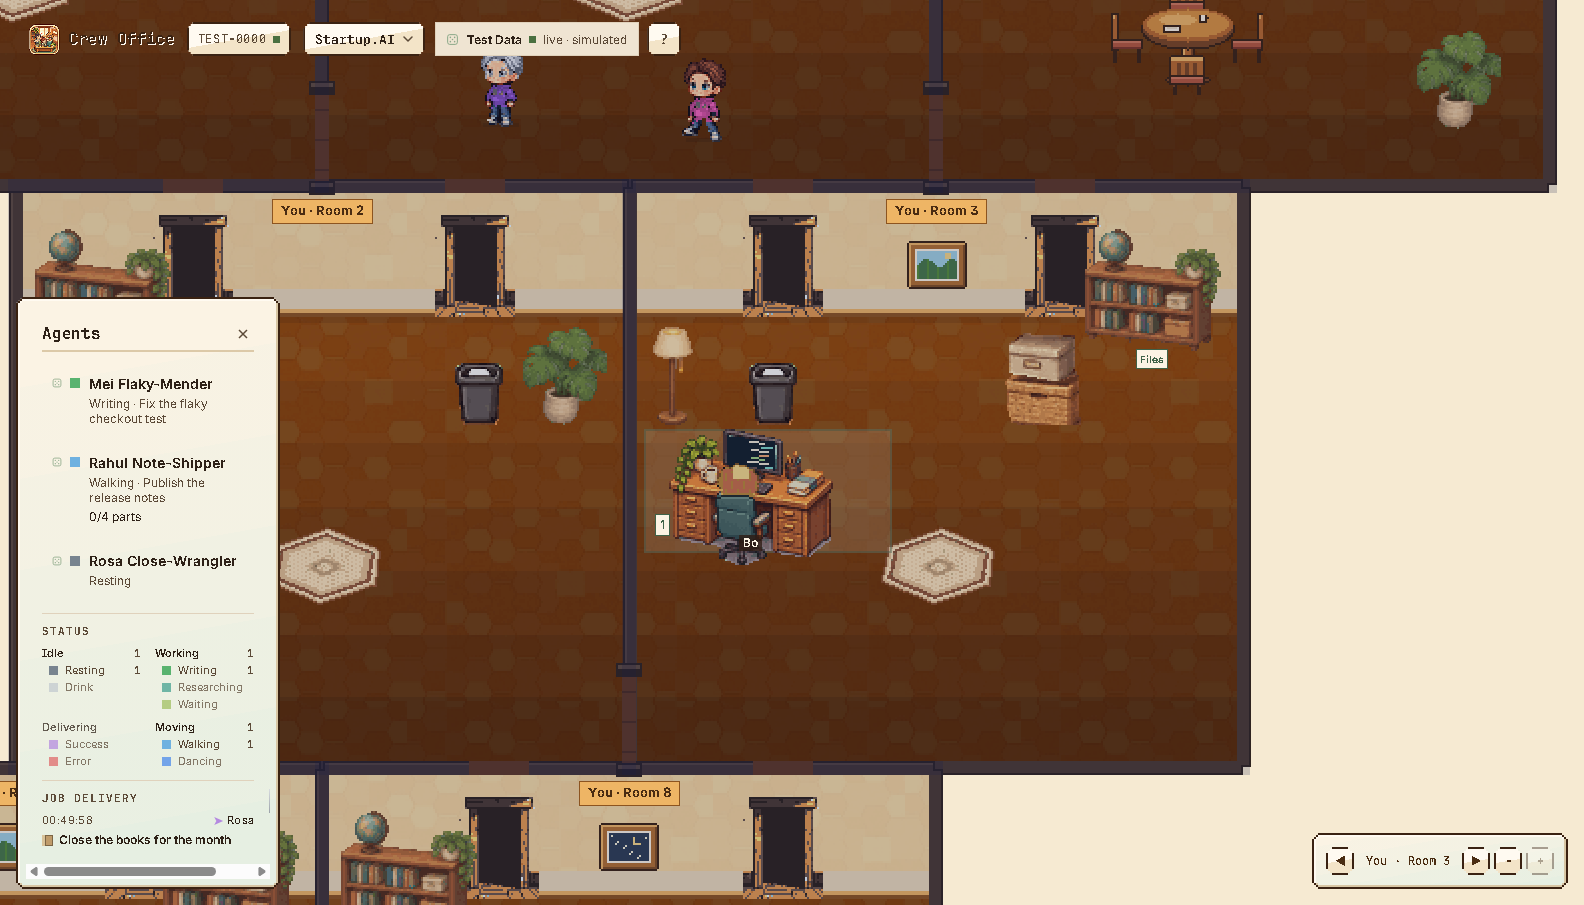 Crew Office
TEST-0000
Startup.AI
Test Data live · simulated
?
You · Room 2
You · Room 3
Files
1
Bo
Agents
Mei Flaky-Mender
Writing · Fix the flaky
checkout test
Rahul Note-Shipper
Walking · Publish the
release notes
0/4 parts
Rosa Close-Wrangler
Resting
STATUS
Idle 1 Working 1
Resting 1 Writing 1
Drink Researching
Waiting
Delivering Moving 1
Success Walking 1
Error Dancing
JOB DELIVERY
00:49:58 Rosa
Close the books for the month
· R
You · Room 8
You · Room 3 - +